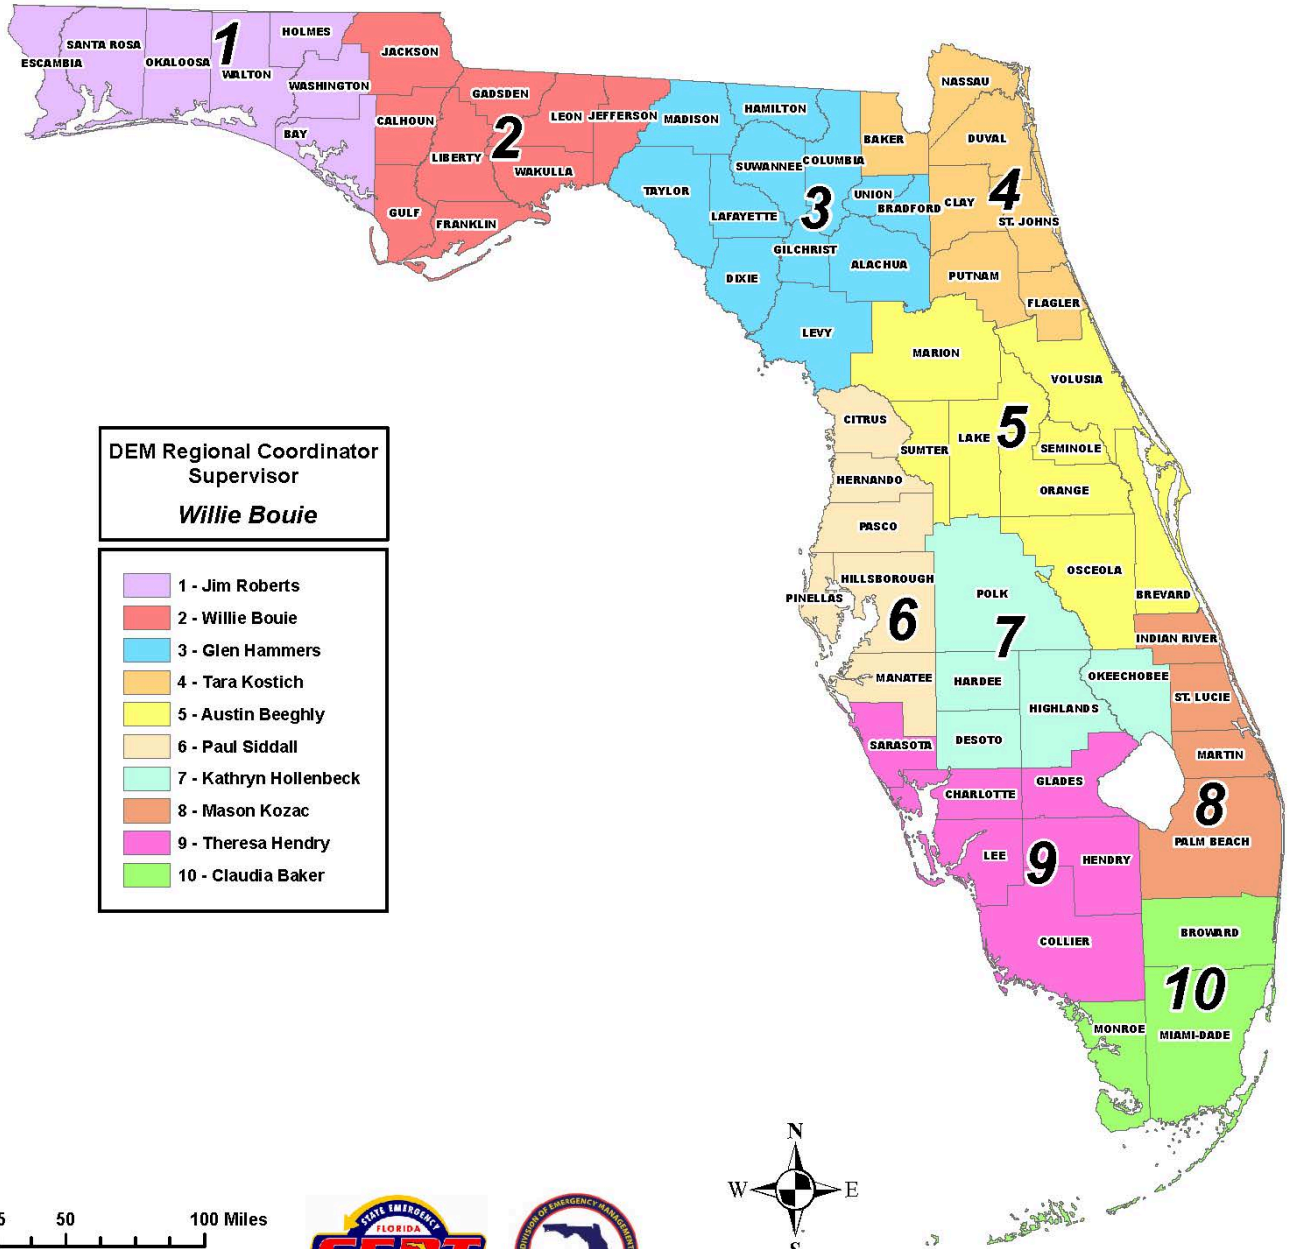 HOLMES
JACKSON
SANTA ROSA
1
ESCAMBIA
OKALOOSA
WALTON
WASHINGTON
NASSAU
GADSDEN
CALHOUN
LEON
JEFFERSON
MADISON
HAMILTON
BAY
2
LIBERTY
BAKER
DUVAL
WAKULLA
SUWANNEE
COLUMBIA
TAYLOR
UNION
4
GULF
LAFAYETTE
3
BRADFORD
CLAY
FRANKLIN
ST. JOHNS
GILCHRIST
DIXIE
ALACHUA
PUTNAM
FLAGLER
LEVY
MARION
VOLUSIA
CITRUS
5
SUMTER
LAKE
SEMINOLE
HERNANDO
ORANGE
PASCO
OSCEOLA
HILLSBOROUGH
PINELLAS
POLK
BREVARD
6
7
INDIAN RIVER
MANATEE
HARDEE
OKEECHOBEE
HIGHLANDS
ST. LUCIE
SARASOTA
DESOTO
MARTIN
CHARLOTTE
GLADES
8
PALM BEACH
LEE
9
HENDRY
COLLIER
BROWARD
10
MONROE
MIAMI-DADE
DEM Regional Coordinator
Supervisor
Willie Bouie
1 - Jim Roberts
2 - Willie Bouie
3 - Glen Hammers
4 - Tara Kostich
5 - Austin Beeghly
6 - Paul Siddall
7 - Kathryn Hollenbeck
8 - Mason Kozac
9 - Theresa Hendry
10 - Claudia Baker
N
W
E
S
5
50
100 Miles
STATE EMERGENCY
FLORIDA
SERT
DIVISION OF EMERGENCY MANAGEMENT